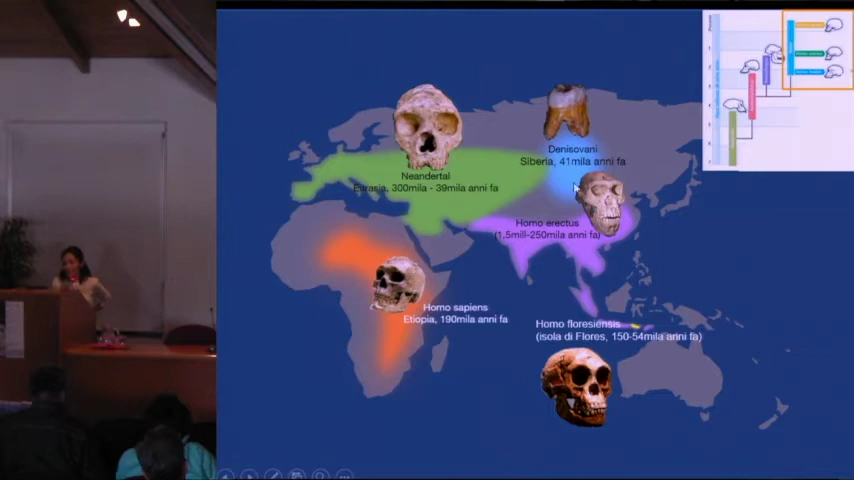 Denisovani
Siberia, 41mila anni fa
Neandertal
Eurasia, 300mila - 39mila anni fa
Homo erectus
(1,5mill-250mila anni fa)
Homo sapiens
Etiopia, 190mila anni fa
Homo floresiensis
(isola di Flores, 150-54mila anni fa)